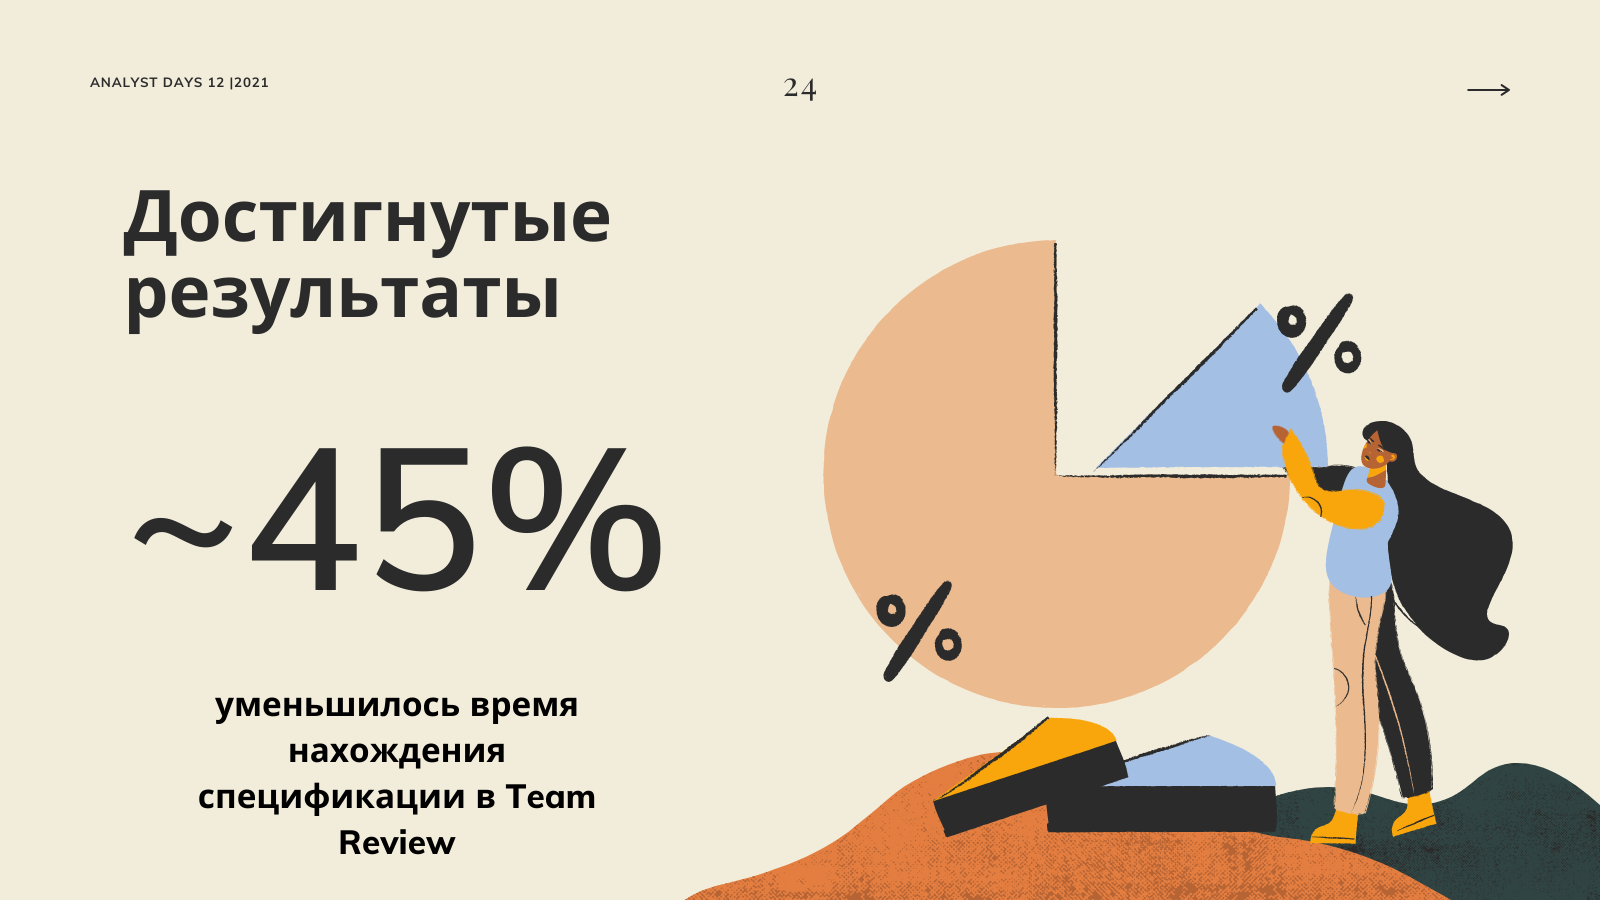 ANALYST DAYS 12 |2021
24
Достигнутые
результаты
~45%
уменьшилось время
нахождения
спецификации в Team
Review
%
%